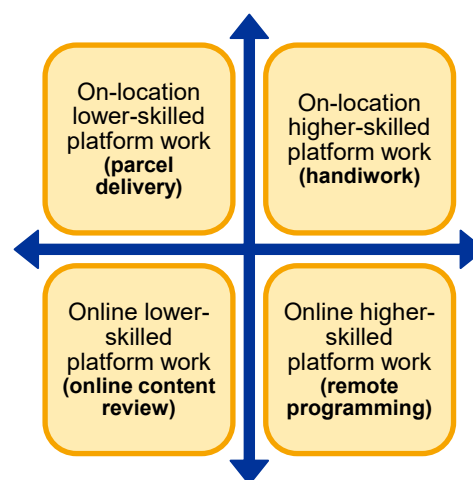 On-location
lower-skilled
platform work
(parcel
delivery)
On-location
higher-skilled
platform work
(handiwork)
Online lower-
skilled
platform work
(online content
review)
Online higher-
skilled
platform work
(remote
programming)